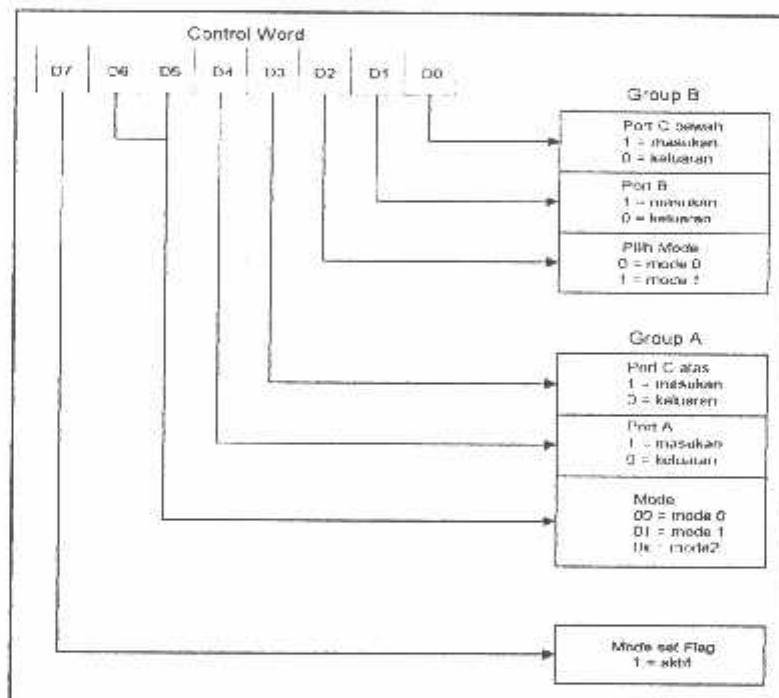 Control Word
D7 D6 D5 D4 D3 D2 D1 D0
Group B
Port C bawah
1 = masukan
0 = keluaran
Port B
1 = masukan
0 = keluaran
Pilih Mode
0 = mode 0
1 = mode 1
Group A
Port C atas
1 = masukan
0 = keluaran
Port A
1 = masukan
0 = keluaran
Mode
00 = mode 0
01 = mode 1
= mode2
Mode set Flag
1 = aktif